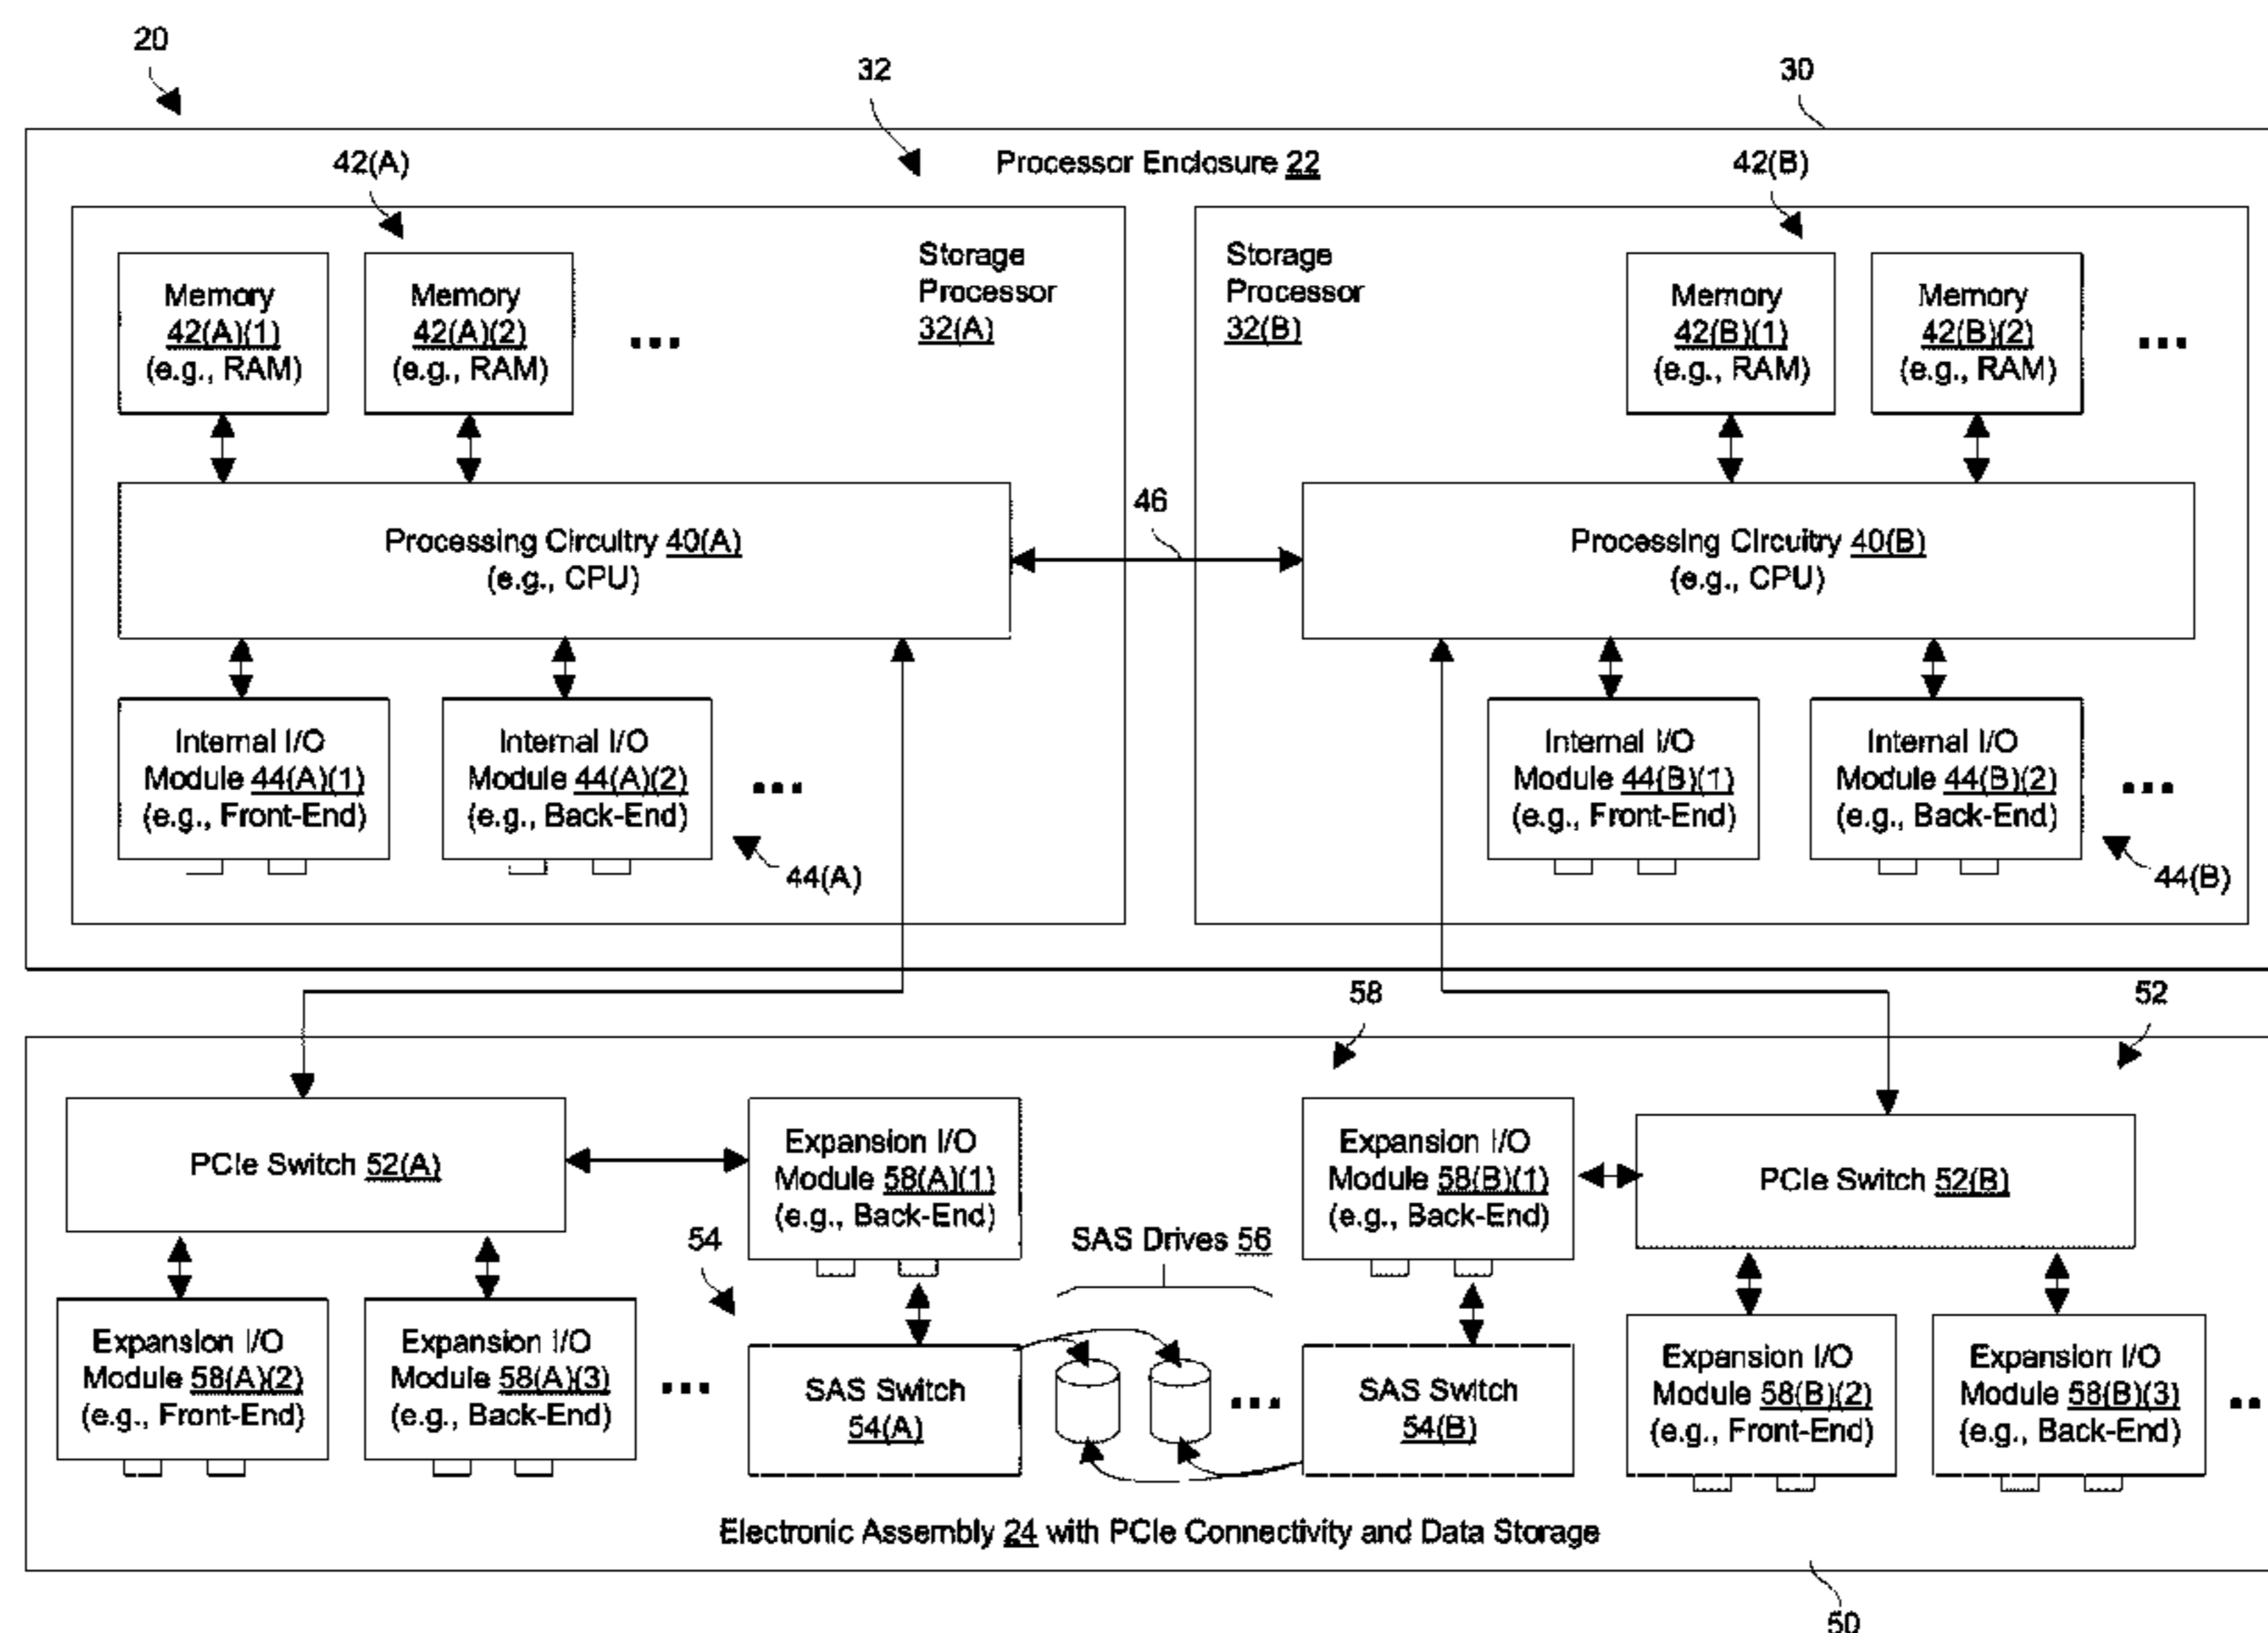 20
32
30
Processor Enclosure 22
42(A)
42(B)
Memory
42(A)(1)
(e.g., RAM)
Memory
42(A)(2)
(e.g., RAM)
...
Storage
Processor
32(A)
Storage
Processor
32(B)
Memory
42(B)(1)
(e.g., RAM)
Memory
42(B)(2)
(e.g., RAM)
...
Processing Circuitry 40(A)
(e.g., CPU)
46
Processing Circuitry 40(B)
(e.g., CPU)
Internal I/O
Module 44(A)(1)
(e.g., Front-End)
Internal I/O
Module 44(A)(2)
(e.g., Back-End)
...
44(A)
Internal I/O
Module 44(B)(1)
(e.g., Front-End)
Internal I/O
Module 44(B)(2)
(e.g., Back-End)
...
44(B)
58
52
PCIe Switch 52(A)
Expansion I/O
Module 58(A)(1)
(e.g., Back-End)
Expansion I/O
Module 58(B)(1)
(e.g., Back-End)
PCIe Switch 52(B)
54
SAS Drives 56
Expansion I/O
Module 58(A)(2)
(e.g., Front-End)
Expansion I/O
Module 58(A)(3)
(e.g., Back-End)
...
SAS Switch
54(A)
...
SAS Switch
54(B)
Expansion I/O
Module 58(B)(2)
(e.g., Front-End)
Expansion I/O
Module 58(B)(3)
(e.g., Back-End)
..
Electronic Assembly 24 with PCIe Connectivity and Data Storage
50